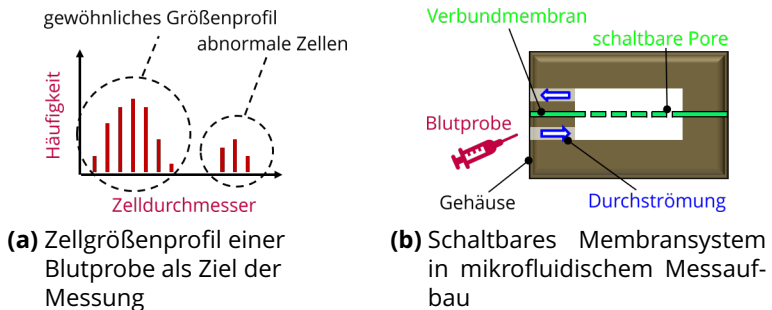 gewöhnliches Größenprofil
abnormale Zellen
Häufigkeit
Zelldurchmesser
(a) Zellgrößenprofil einer
Blutprobe als Ziel der
Messung
Verbundmembran
schaltbare Pore
Blutprobe
Gehäuse
Durchströmung
(b) Schaltbares Membransystem
in mikrofluidischem Messauf-
bau